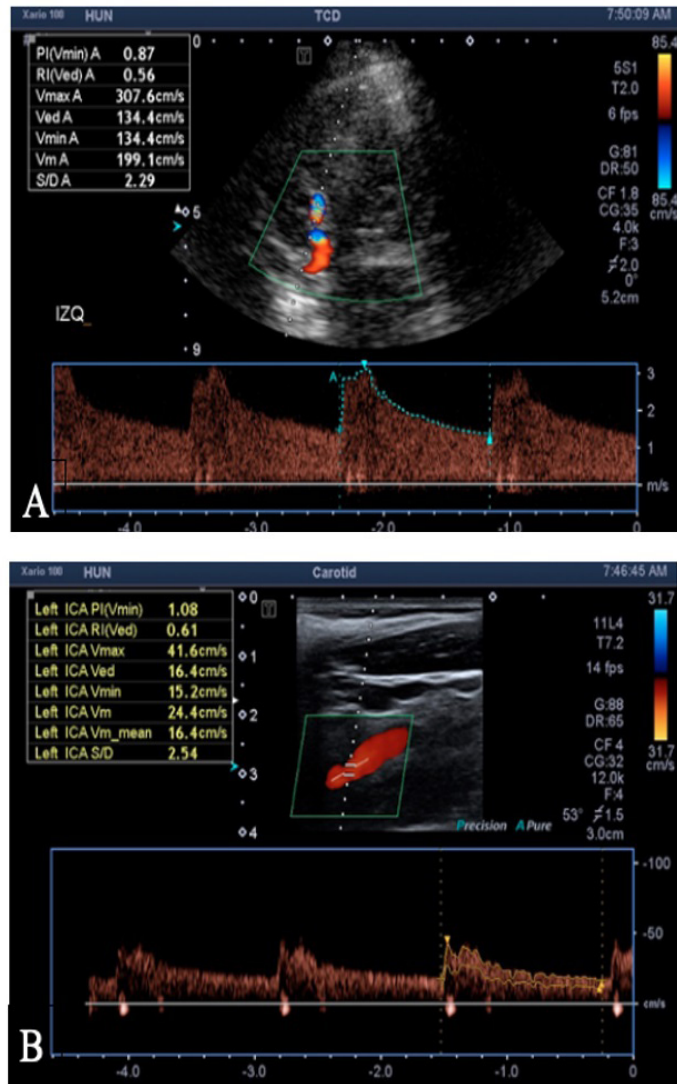 Xario 100 HUN TCD 7:50:09 AM
PI(Vmin) A 0.87
RI(Ved) A 0.56
Vmax A 307.6cm/s
Ved A 134.4cm/s
Vmin A 134.4cm/s
Vm A 199.1cm/s
S/D A 2.29
0
5
9
IZQ_
85.4
5S1
T2.0
6 fps
G:81
DR:50
CF 1.8
CG:35
4.0k
F:3
2.0
0°
5.2cm
85.4
cm/s
A
3
2
1
m/s
A
-4.0 -3.0 -2.0 -1.0 0
Xario 100 HUN Carotid 7:46:45 AM
Left ICA PI(Vmin) 1.08
Left ICA RI(Ved) 0.61
Left ICA Vmax 41.6cm/s
Left ICA Ved 16.4cm/s
Left ICA Vmin 15.2cm/s
Left ICA Vm 24.4cm/s
Left ICA Vm_mean 16.4cm/s
Left ICA S/D 2.54
0
1
2
3
4
31.7
11L4
T7.2
14 fps
G:88
DR:65
CF 4
CG:32
12.0k
F:4
53° 1.5
3.0cm
31.7
cm/s
Precision APure
-100
-50
cm/s
B
-4.0 -3.0 -2.0 -1.0 0